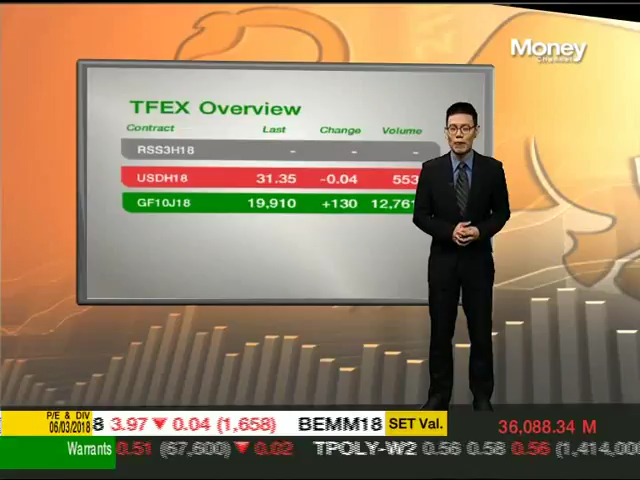 Money
Channel
TFEX Overview
Contract Last Change Volume
RSS3H18 - - -
USDH18 31.35 -0.04 553
GF10J18 19,910 +130 12,761
P/E & DIV
06/03/2018
8 3.97 ▼ 0.04 (1,658) BEMM18 SET Val. 36,088.34 M
Warrants 0.51 (67,600) ▼ 0.02 TPOLY-W2 0.56 0.58 0.56 (1,414,000